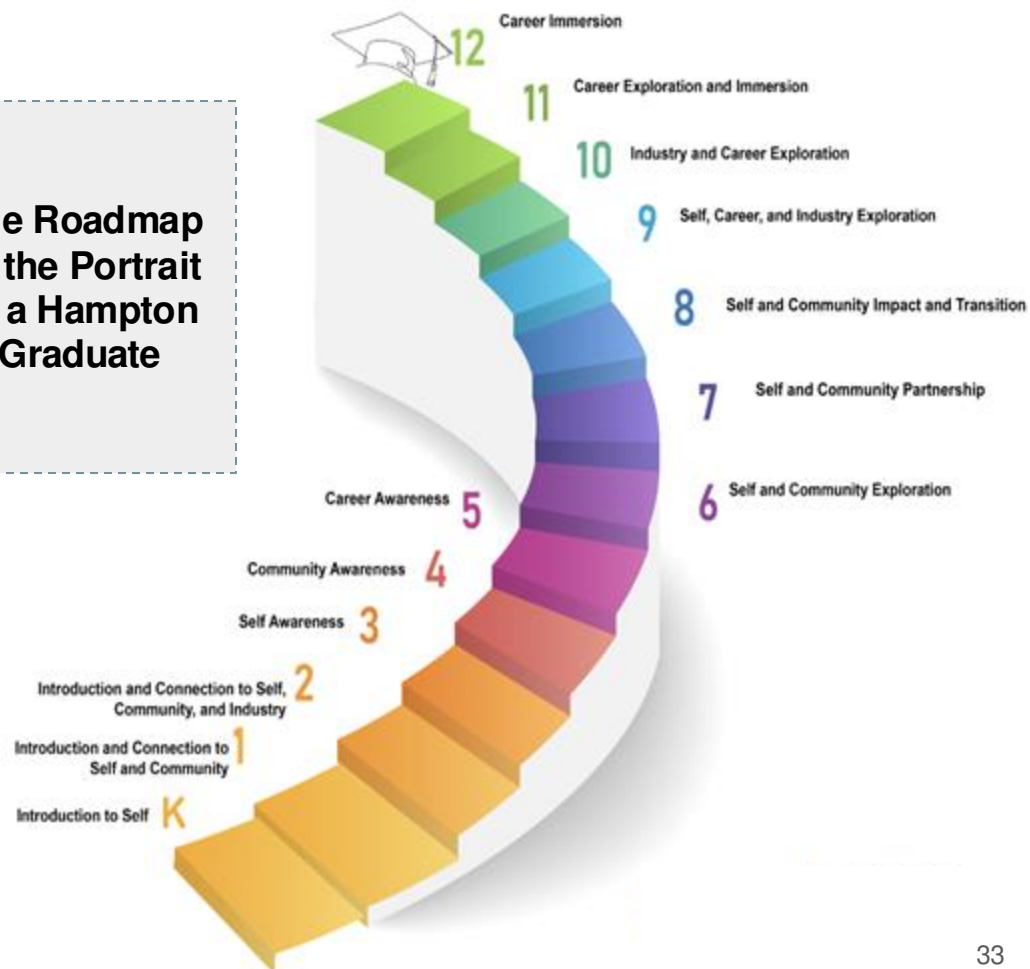 e Roadmap
the Portrait
a Hampton
Graduate
12
Career Immersion
11
Career Exploration and Immersion
10
Industry and Career Exploration
9
Self, Career, and Industry Exploration
8
Self and Community Impact and Transition
7
Self and Community Partnership
6
Self and Community Exploration
Career Awareness
5
Community Awareness
4
Self Awareness
3
Introduction and Connection to Self,
Community, and Industry
2
Introduction and Connection to
Self and Community
1
Introduction to Self
K
33